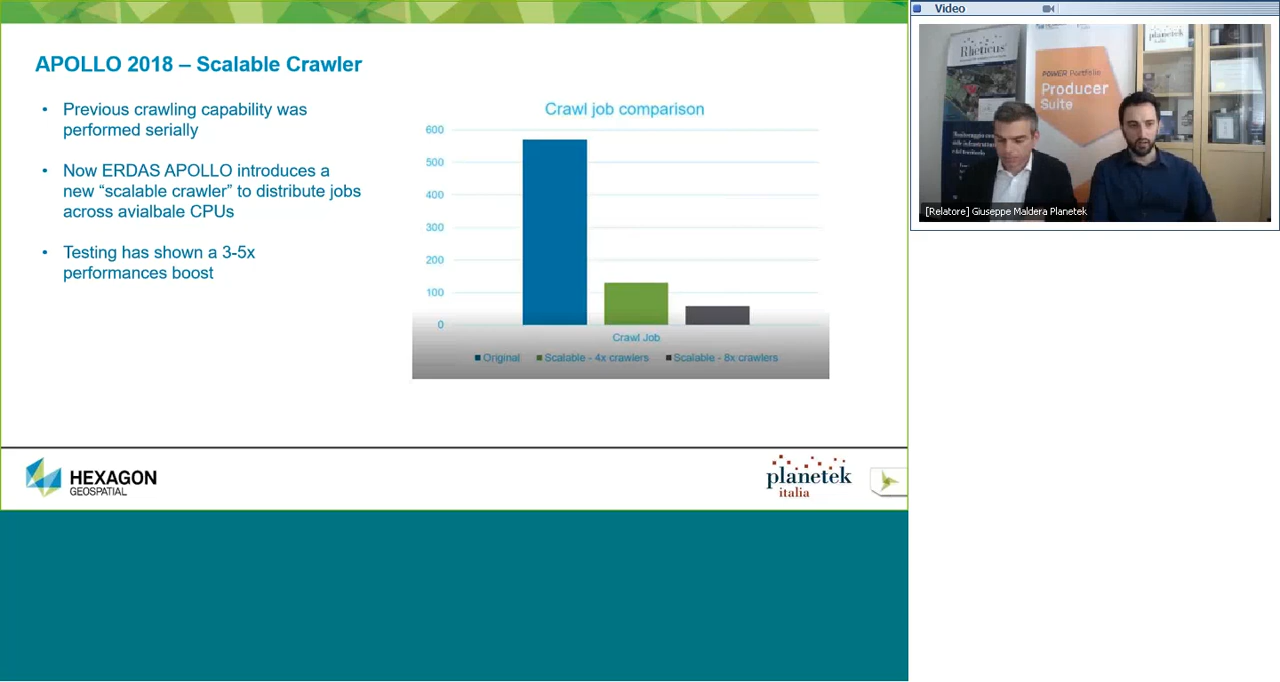 APOLLO 2018 – Scalable Crawler
• Previous crawling capability was
performed serially
• Now ERDAS APOLLO introduces a
new “scalable crawler” to distribute jobs
across avialbale CPUs
• Testing has shown a 3-5x
performances boost
Crawl job comparison
600
500
400
300
200
100
0
Crawl Job
Original
Scalable - 4x crawlers
Scalable - 8x crawlers
HEXAGON
GEOSPATIAL
planetek
italia
Video
Rheticus
planetek
italia
POWER Portfolio
Producer
Suite
[Relatore] Giuseppe Maldera Planetek